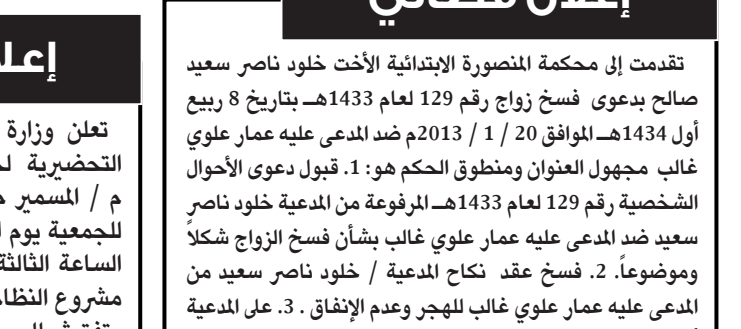 إعلان قضائي
تقدمت إلى محكمة المنصورة الابتدائية الأخت خلود ناصر سعيد
صالح بدعوى فسخ زواج رقم 129 لعام 1433هـ بتاريخ 8 ربيع
أول 1434هـ الموافق 20 / 1 / 2013م ضد المدعى عليه عمار علوي
غالب مجهول العنوان ومنطوق الحكم هو: 1. قبول دعوى الأحوال
الشخصية رقم 129 لعام 1433هـ المرفوعة من المدعية خلود ناصر
سعيد ضد المدعى عليه عمار علوي غالب بشأن فسخ الزواج شكلاً
وموضوعاً. 2. فسخ عقد نكاح المدعية / خلود ناصر سعيد من
المدعى عليه عمار علوي غالب للهجر وعدم الإنفاق . 3. على المدعية
تعلن وزارة
التحضيرية
م / المسمير
للجمعية يوم
الساعة الثالثة
مشروع